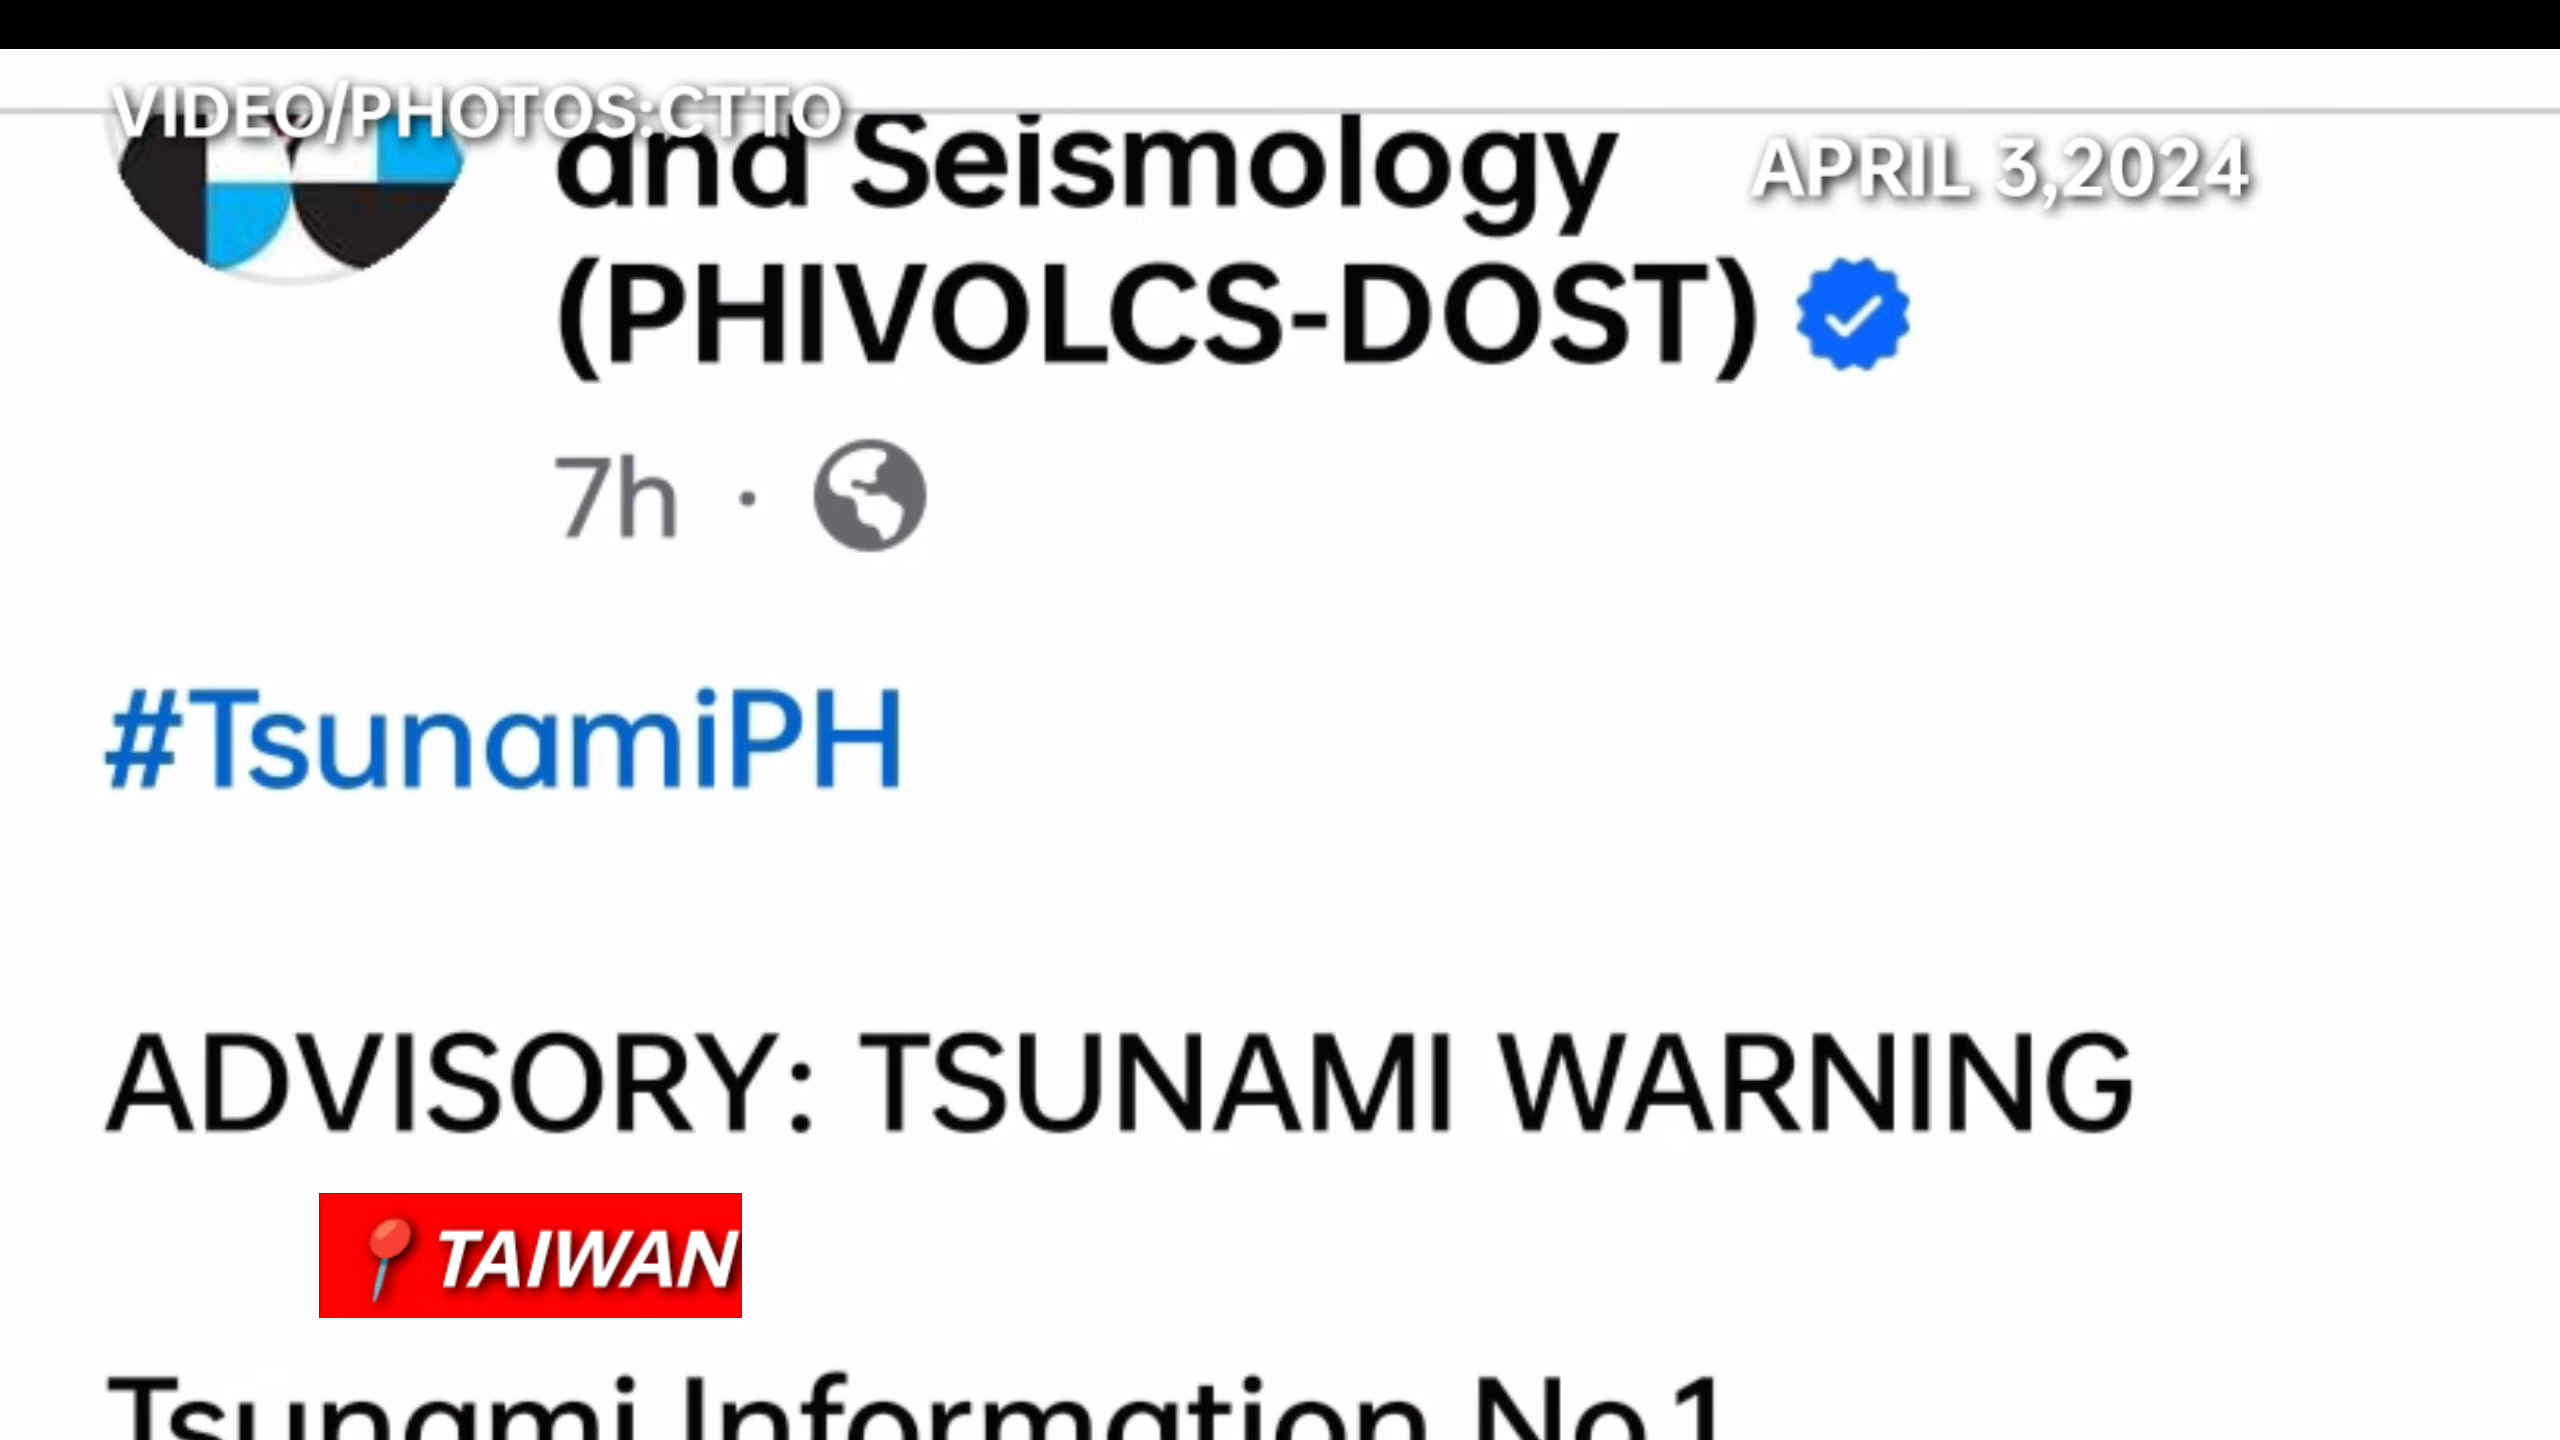 VIDEO/PHOTOS:CTTO
and Seismology
APRIL 3,2024
(PHIVOLCS-DOST)
7h ·
#TsunamiPH
ADVISORY: TSUNAMI WARNING
📍TAIWAN
Tsunami Information No.1